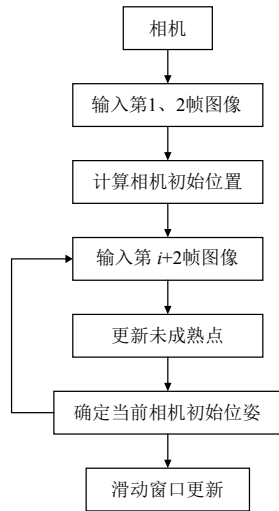 相机
输入第1、2帧图像
计算相机初始位置
输入第 i+2帧图像
更新未成熟点
确定当前相机初始位姿
滑动窗口更新